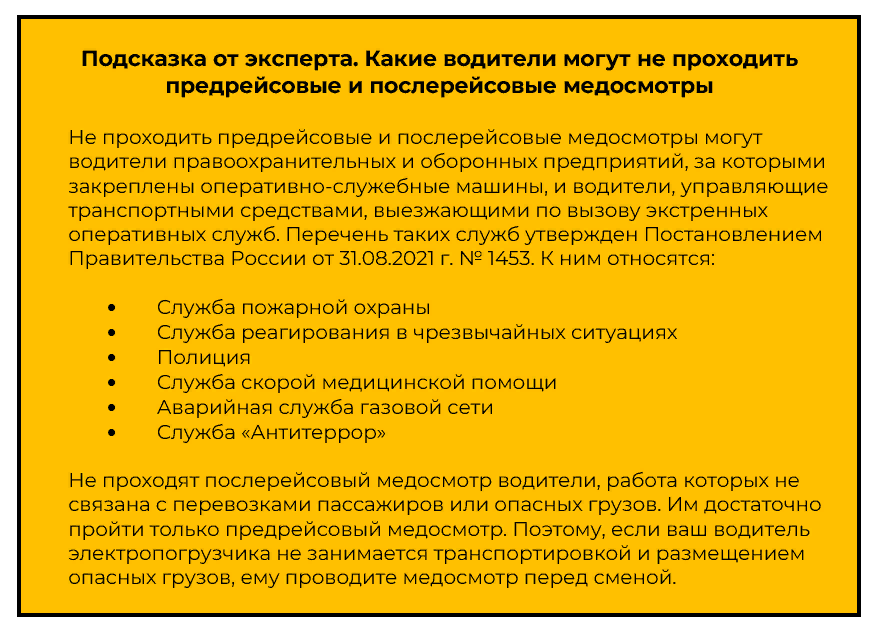 Подсказка от эксперта. Какие водители могут не проходить
предрейсовые и послерейсовые медосмотры
Не проходить предрейсовые и послерейсовые медосмотры могут
водители правоохранительных и оборонных предприятий, за которыми
закреплены оперативно-служебные машины, и водители, управляющие
транспортными средствами, выезжающими по вызову экстренных
оперативных служб. Перечень таких служб утвержден Постановлением
Правительства России от 31.08.2021 г. № 1453. К ним относятся:
• Служба пожарной охраны
• Служба реагирования в чрезвычайных ситуациях
• Полиция
• Служба скорой медицинской помощи
• Аварийная служба газовой сети
• Служба «Антитеррор»
Не проходят послерейсовый медосмотр водители, работа которых не
связана с перевозками пассажиров или опасных грузов. Им достаточно
пройти только предрейсовый медосмотр. Поэтому, если ваш водитель
электропогрузчика не занимается транспортировкой и размещением
опасных грузов, ему проводите медосмотр перед сменой.